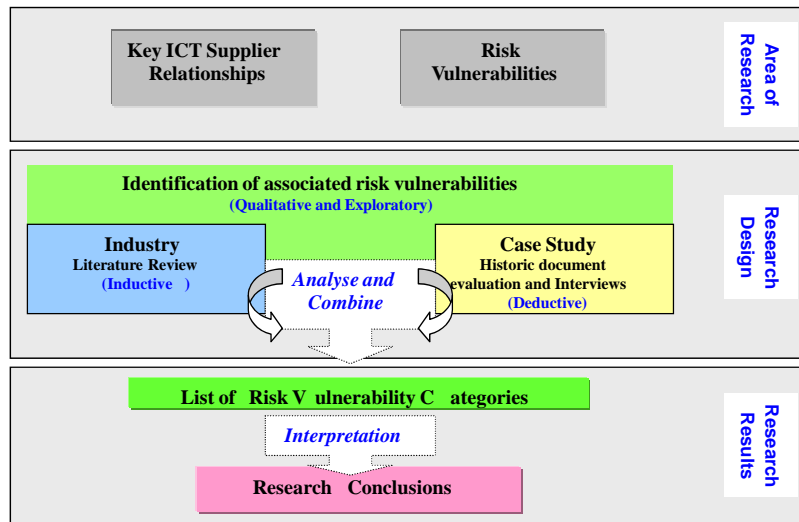 Key ICT Supplier
Relationships
Risk
Vulnerabilities
Area of
Research
Identification of associated risk vulnerabilities
(Qualitative and Exploratory)
Industry
Literature Review
(Inductive )
Analyse and
Combine
Case Study
Historic document
evaluation and Interviews
(Deductive)
Research
Design
List of Risk V ulnerability C ategories
Interpretation
Research Conclusions
Research
Results